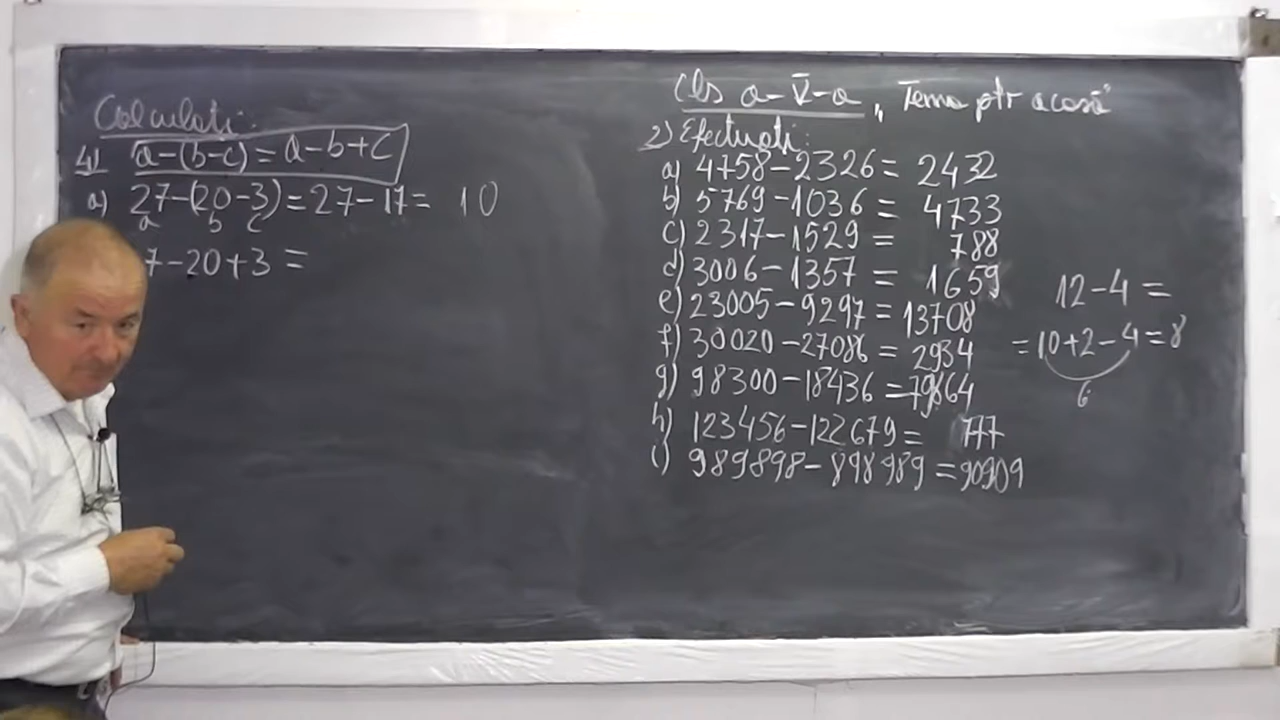 Calculați:
4) a-(b-c) = a-b+c
a) 27-(20-3) = 27-17 = 10
a b c
7-20+3 =
Cls a-V-a „Tema ptr acasă"
2) Efectuați:
a) 4758-2326 = 2432
b) 5769-1036 = 4733
c) 2317-1529 = 788
d) 3006-1357 = 1659
e) 23005-9297 = 13708
f) 30020-27086 = 2934
g) 98300-18436 = 79864
h) 123456-122679 = 777
i) 989898-898989 = 90909
12-4 =
= 10+2-4 = 8
6